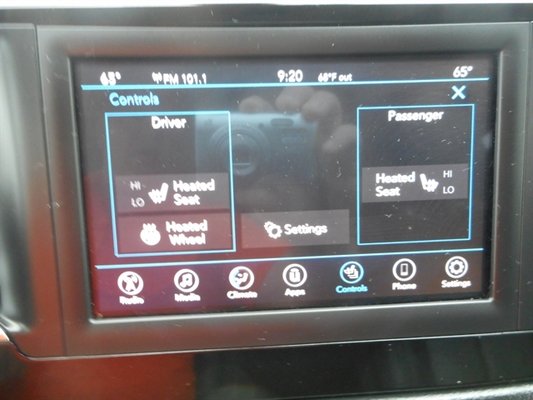 65° FM 101.1 9:20 68°F out 65°
Controls X
Driver
Passenger
HI
LO
Heated
Seat
Heated
Seat
HI
LO
Heated
Wheel
Settings
Radio Media Climate Apps Controls Phone Settings